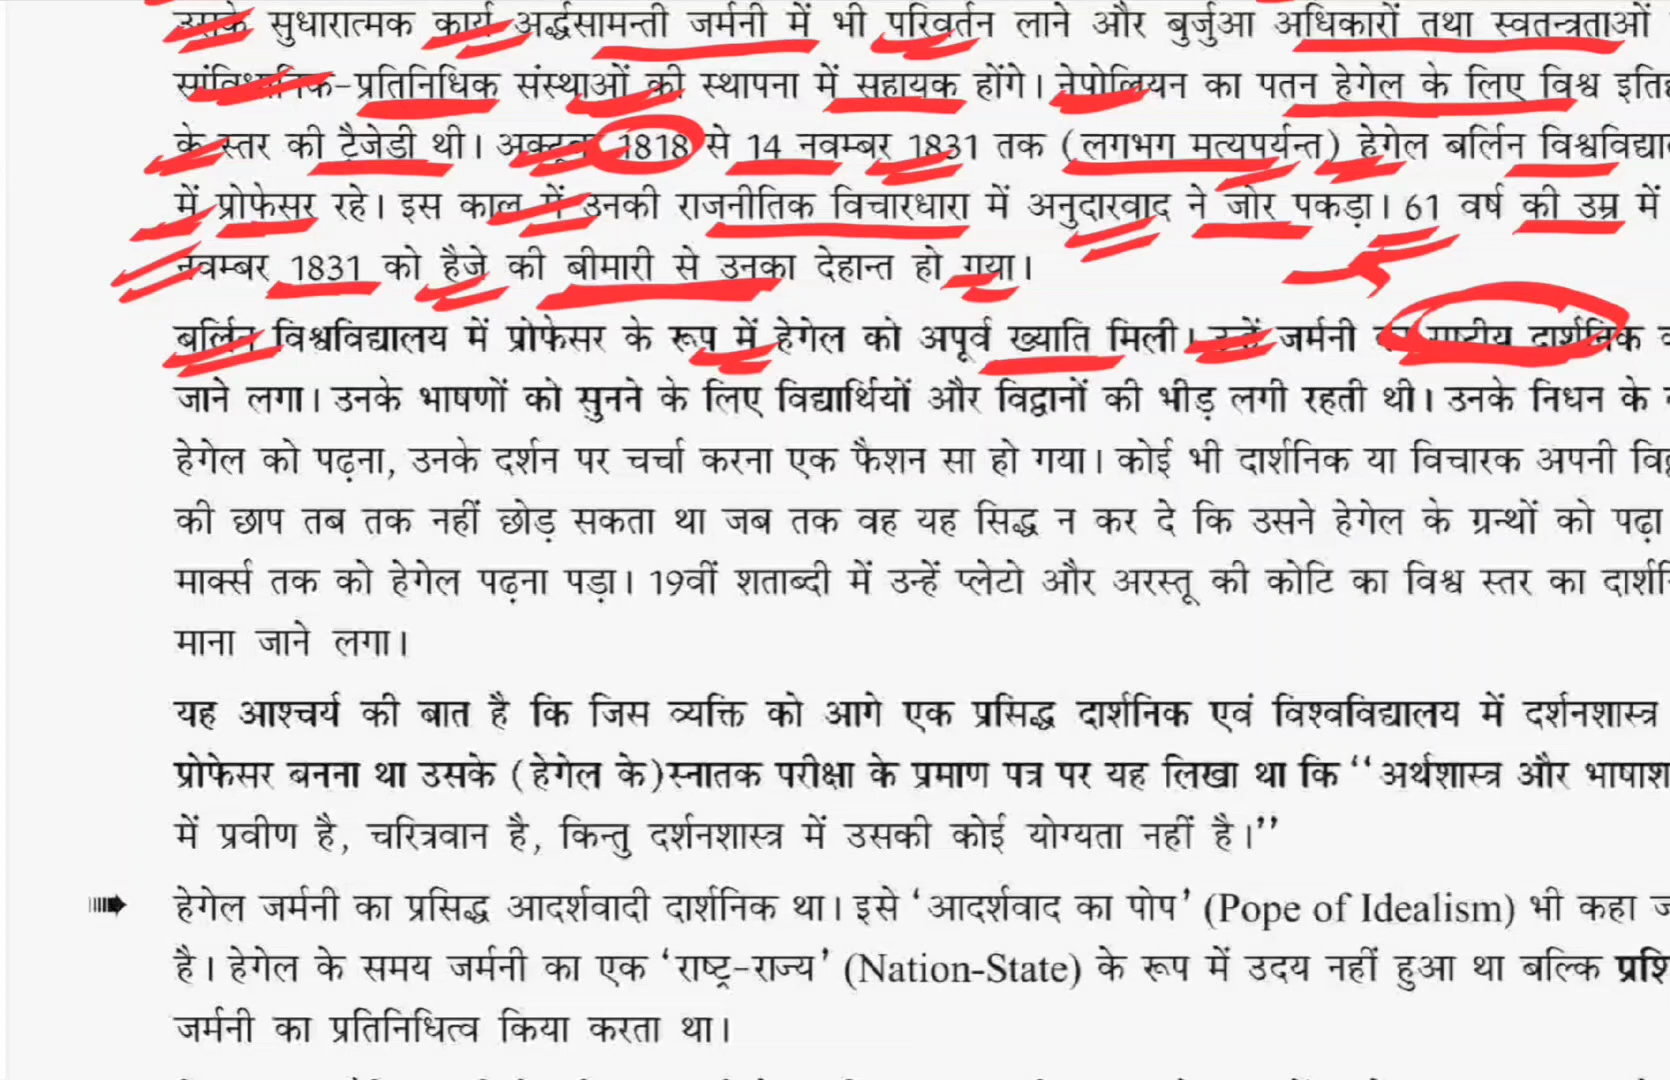 उसके सुधारात्मक कार्य अर्द्धसामन्ती जर्मनी में भी परिवर्तन लाने और बुर्जुआ अधिकारों तथा स्वतन्त्रताओं
सांविधानिक-प्रतिनिधिक संस्थाओं की स्थापना में सहायक होंगे। नेपोलियन का पतन हेगेल के लिए विश्व
के स्तर की ट्रैजेडी थी। अक्टूबर 1818 से 14 नवम्बर 1831 तक (लगभग मत्यपर्यन्त) हेगेल बर्लिन
में प्रोफेसर रहे। इस काल में उनकी राजनीतिक विचारधारा में अनुदारवाद ने जोर पकड़ा। 61 वर्ष की उम्र में
नवम्बर 1831 को हैजे की बीमारी से उनका देहान्त हो गया।
बर्लिन विश्वविद्यालय में प्रोफेसर के रूप में हेगेल को अपूर्व ख्याति मिली। उन्हें जर्मनी का राष्ट्रीय दार्शनिक
जाने लगा। उनके भाषणों को सुनने के लिए विद्यार्थियों और विद्वानों की भीड़ लगी रहती थी। उनके निधन के
हेगेल को पढ़ना, उनके दर्शन पर चर्चा करना एक फैशन सा हो गया। कोई भी दार्शनिक या विचारक अपनी
की छाप तब तक नहीं छोड़ सकता था जब तक वह यह सिद्ध न कर दे कि उसने हेगेल के ग्रन्थों को पढ़ा
मार्क्स तक को हेगेल पढ़ना पड़ा। 19वीं शताब्दी में उन्हें प्लेटो और अरस्तू की कोटि का विश्व स्तर का
माना जाने लगा।
यह आश्चर्य की बात है कि जिस व्यक्ति को आगे एक प्रसिद्ध दार्शनिक एवं विश्वविद्यालय में दर्शनशास्त्र
प्रोफेसर बनना था उसके (हेगेल के)स्नातक परीक्षा के प्रमाण पत्र पर यह लिखा था कि “अर्थशास्त्र और
में प्रवीण है, चरित्रवान है, किन्तु दर्शनशास्त्र में उसकी कोई योग्यता नहीं है।”
हेगेल जर्मनी का प्रसिद्ध आदर्शवादी दार्शनिक था। इसे ‘आदर्शवाद का पोप’ (Pope of Idealism) भी कहा
है। हेगेल के समय जर्मनी का एक ‘राष्ट्र-राज्य’ (Nation-State) के रूप में उदय नहीं हुआ था बल्कि
जर्मनी का प्रतिनिधित्व किया करता था।